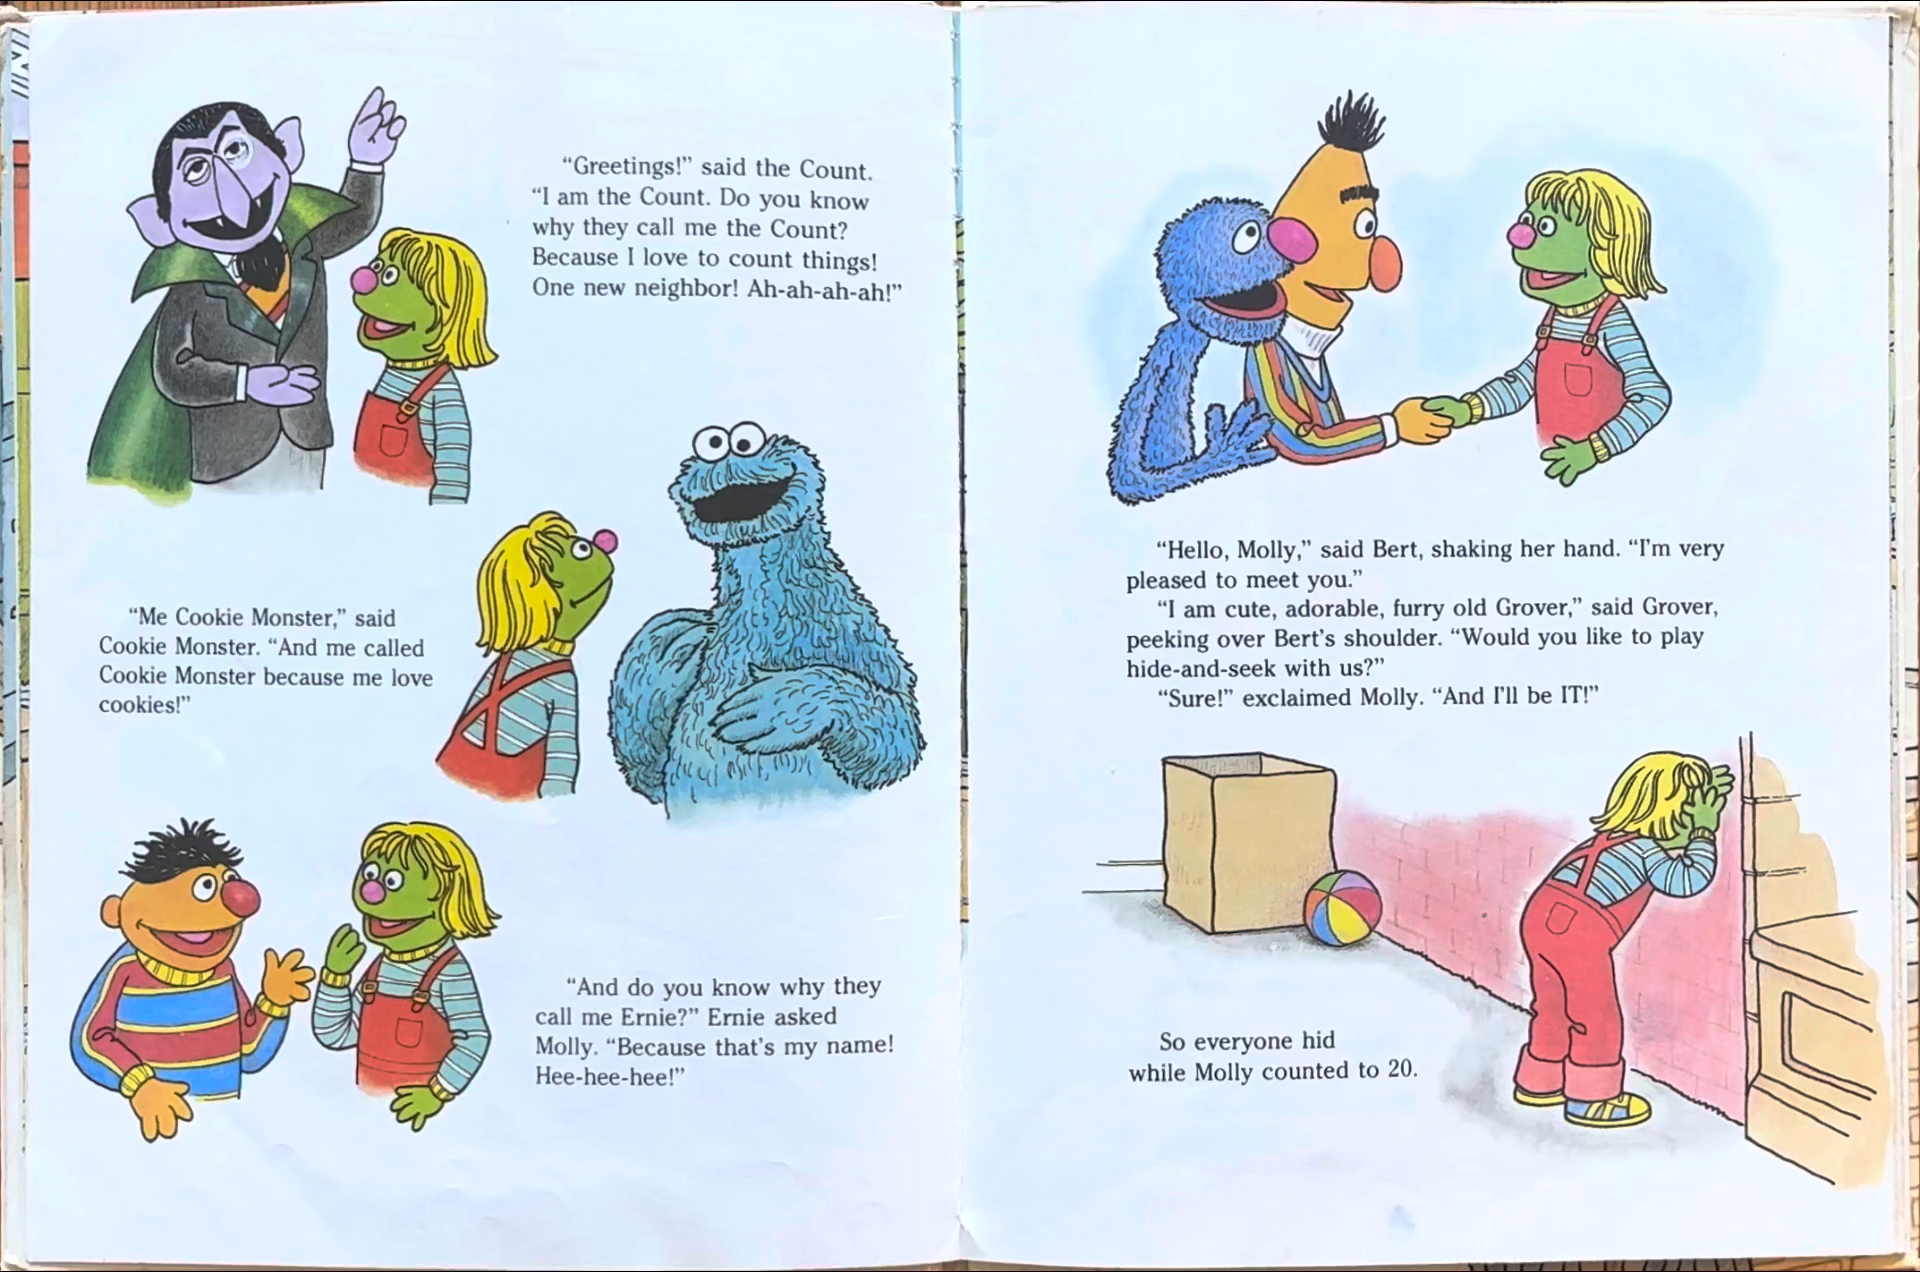 “Greetings!” said the Count.
“I am the Count. Do you know
why they call me the Count?
Because I love to count things!
One new neighbor! Ah-ah-ah-ah!”
“Me Cookie Monster,” said
Cookie Monster. “And me called
Cookie Monster because me love
cookies!”
“And do you know why they
call me Ernie?” Ernie asked
Molly. “Because that’s my name!
Hee-hee-hee!”
“Hello, Molly,” said Bert, shaking her hand. “I’m very
pleased to meet you.”
“I am cute, adorable, furry old Grover,” said Grover,
peeking over Bert’s shoulder. “Would you like to play
hide-and-seek with us?”
“Sure!” exclaimed Molly. “And I’ll be IT!”
So everyone hid
while Molly counted to 20.